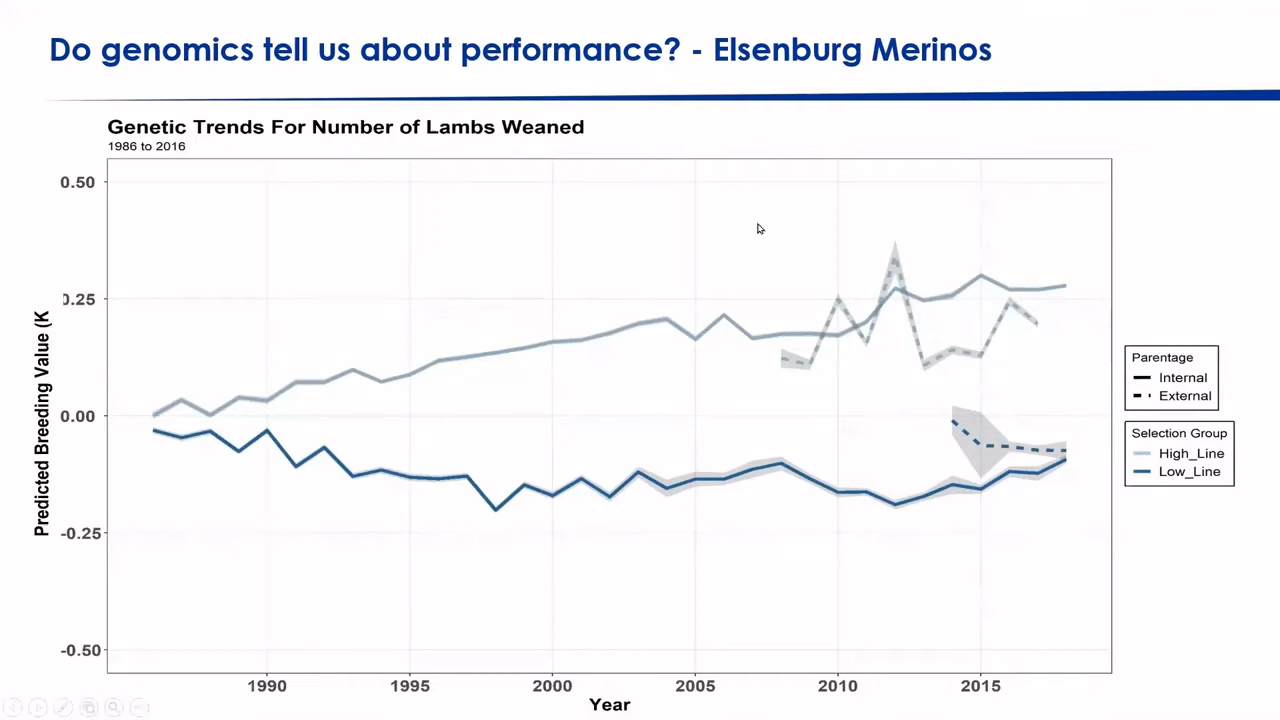 Do genomics tell us about performance? - Elsenburg Merinos
Genetic Trends For Number of Lambs Weaned
1986 to 2016
0.50
0.25
0.00
-0.25
-0.50
Predicted Breeding Value (K
1990 1995 2000 2005 2010 2015
Year
Parentage
Internal
External
Selection Group
High_Line
Low_Line